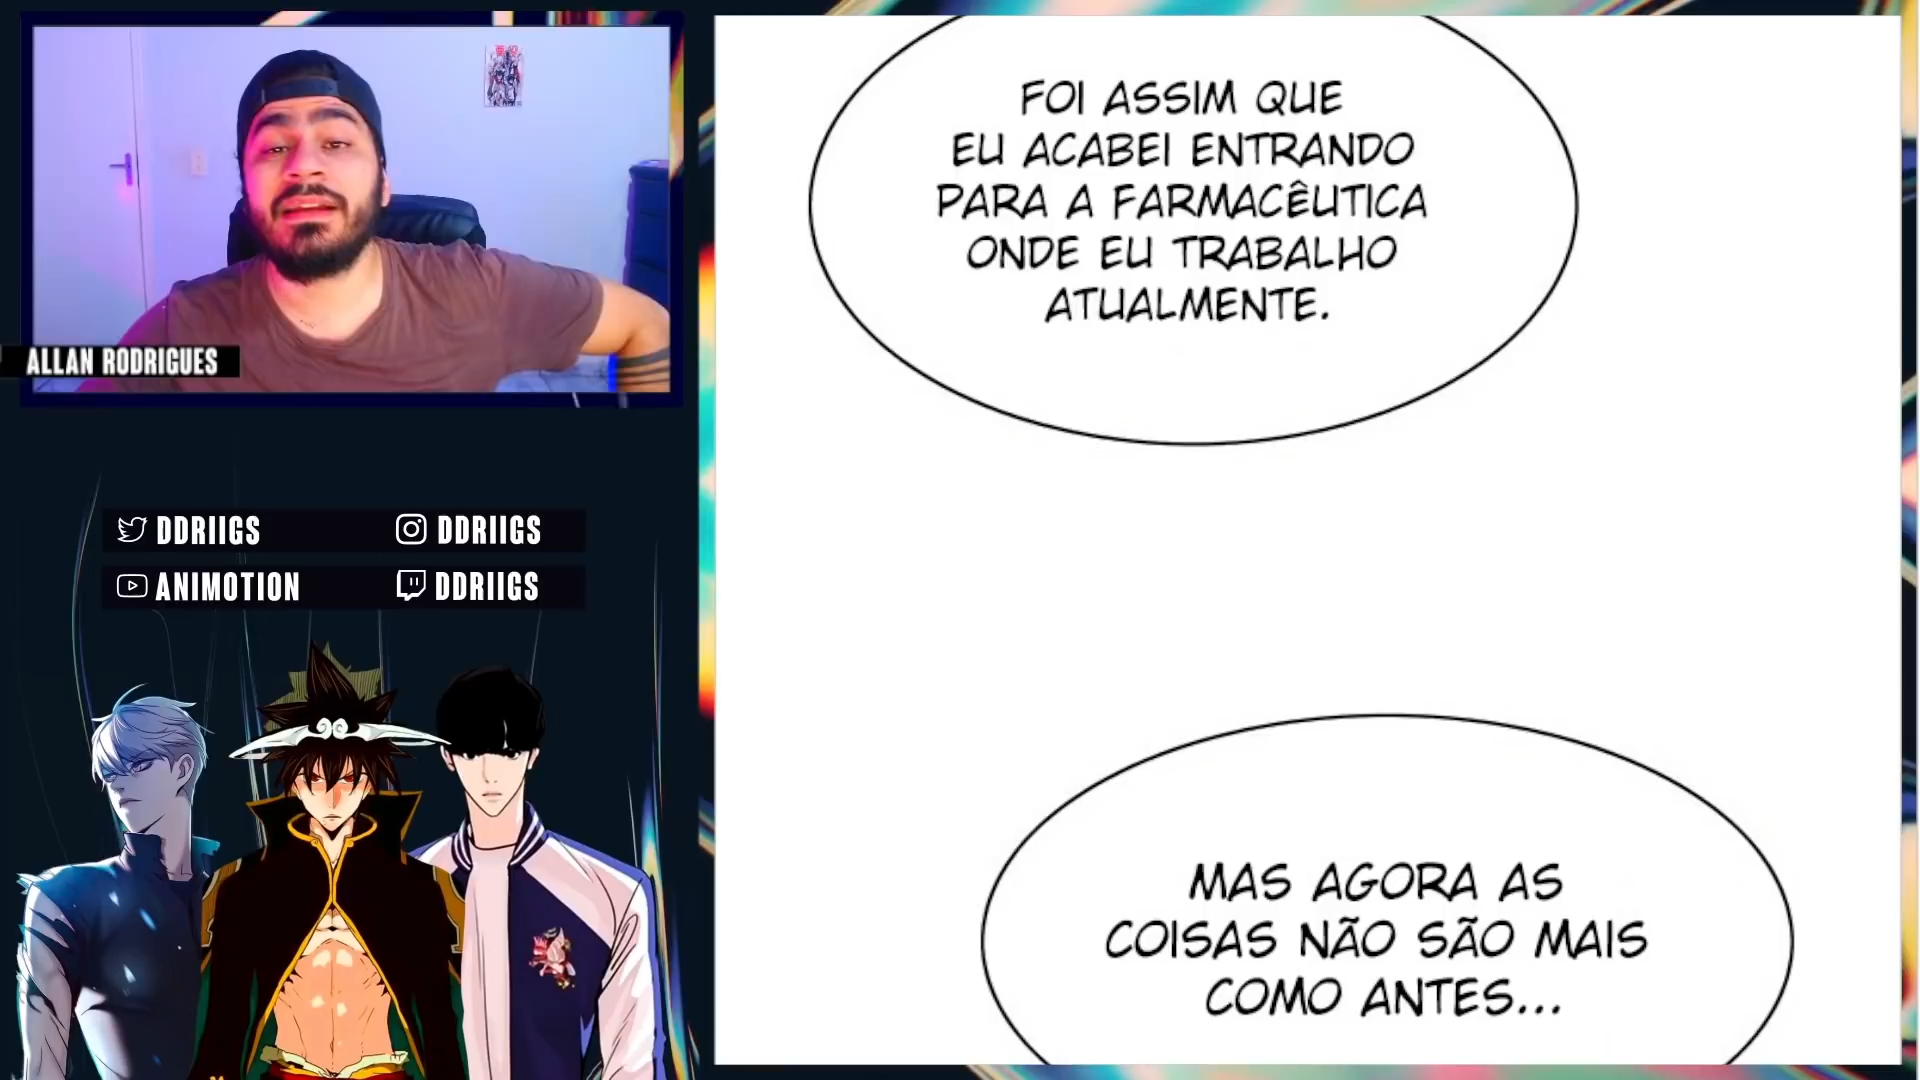 ALLAN RODRIGUES
DDRIIGS
DDRIIGS
ANIMOTION
DDRIIGS
FOI ASSIM QUE
EU ACABEI ENTRANDO
PARA A FARMACÊUTICA
ONDE EU TRABALHO
ATUALMENTE.
MAS AGORA AS
COISAS NÃO SÃO MAIS
COMO ANTES...